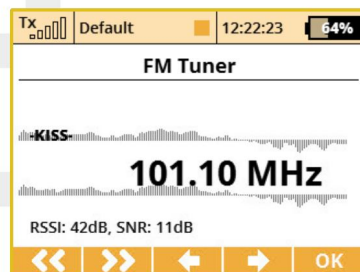 Tx Default 12:22:23 64%
FM Tuner
-KISS-
101.10 MHz
RSSI: 42dB, SNR: 11dB
OK